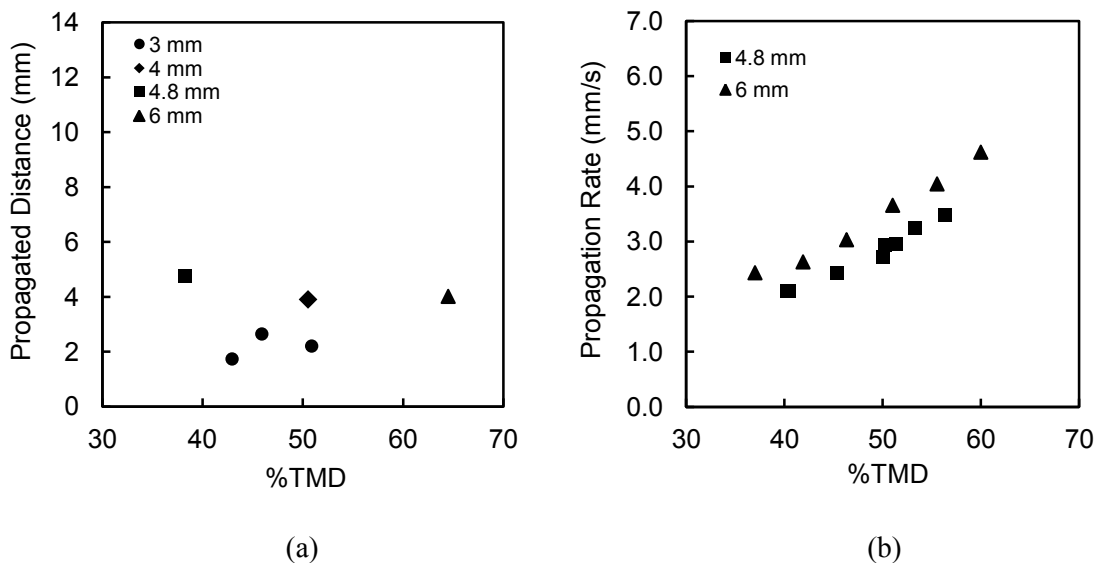 Propagated Distance (mm)
14
12
10
8
6
4
2
0
3 mm
4 mm
4.8 mm
6 mm
30
40
50
60
70
%TMD
(a)
Propagation Rate (mm/s)
7.0
6.0
5.0
4.0
3.0
2.0
1.0
0.0
4.8 mm
6 mm
30
40
50
60
70
%TMD
(b)